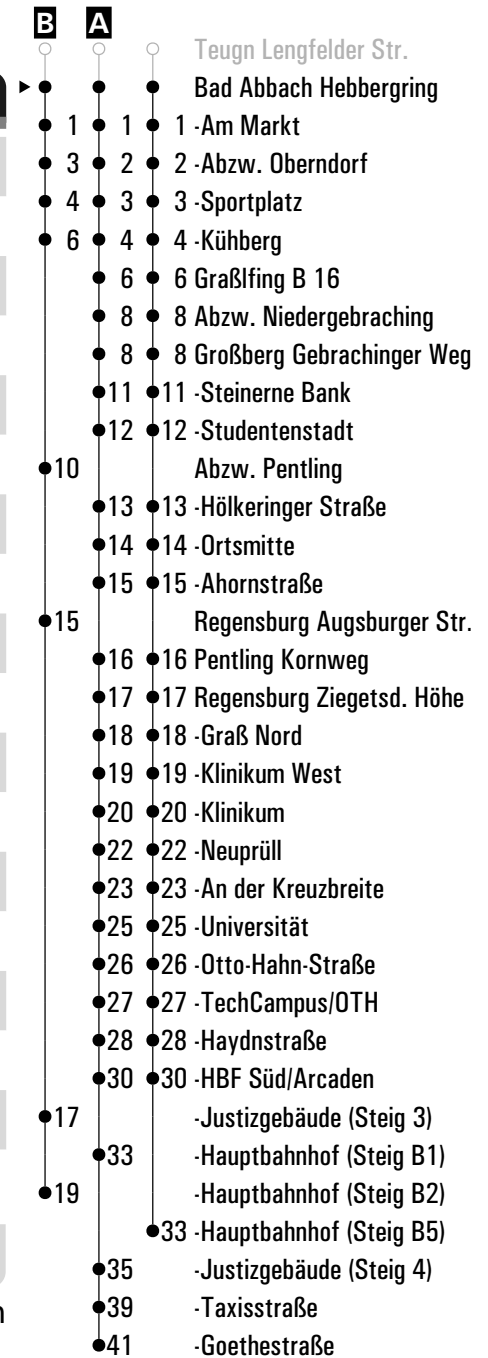 B A
Teugn Lengfelder Str.
Bad Abbach Hebbergring
1 1 1 -Am Markt
3 2 2 -Abzw. Oberndorf
4 3 3 -Sportplatz
6 4 4 -Kühberg
6 6 Graßlfing B 16
8 8 Abzw. Niedergebraching
8 8 Großberg Gebrachinger Weg
11 11 -Steinerne Bank
12 12 -Studentenstadt
10 Abzw. Pentling
13 13 -Hölkeringer Straße
14 14 -Ortsmitte
15 15 -Ahornstraße
15 Regensburg Augsburger Str.
16 16 Pentling Kornweg
17 17 Regensburg Ziegetsd. Höhe
18 18 -Graß Nord
19 19 -Klinikum West
20 20 -Klinikum
22 22 -Neuprüll
23 23 -An der Kreuzbreite
25 25 -Universität
26 26 -Otto-Hahn-Straße
27 27 -TechCampus/OTH
28 28 -Haydnstraße
30 30 -HBF Süd/Arcaden
17 -Justizgebäude (Steig 3)
33 -Hauptbahnhof (Steig B1)
19 -Hauptbahnhof (Steig B2)
33 -Hauptbahnhof (Steig B5)
35 -Justizgebäude (Steig 4)
39 -Taxisstraße
41 -Goethestraße